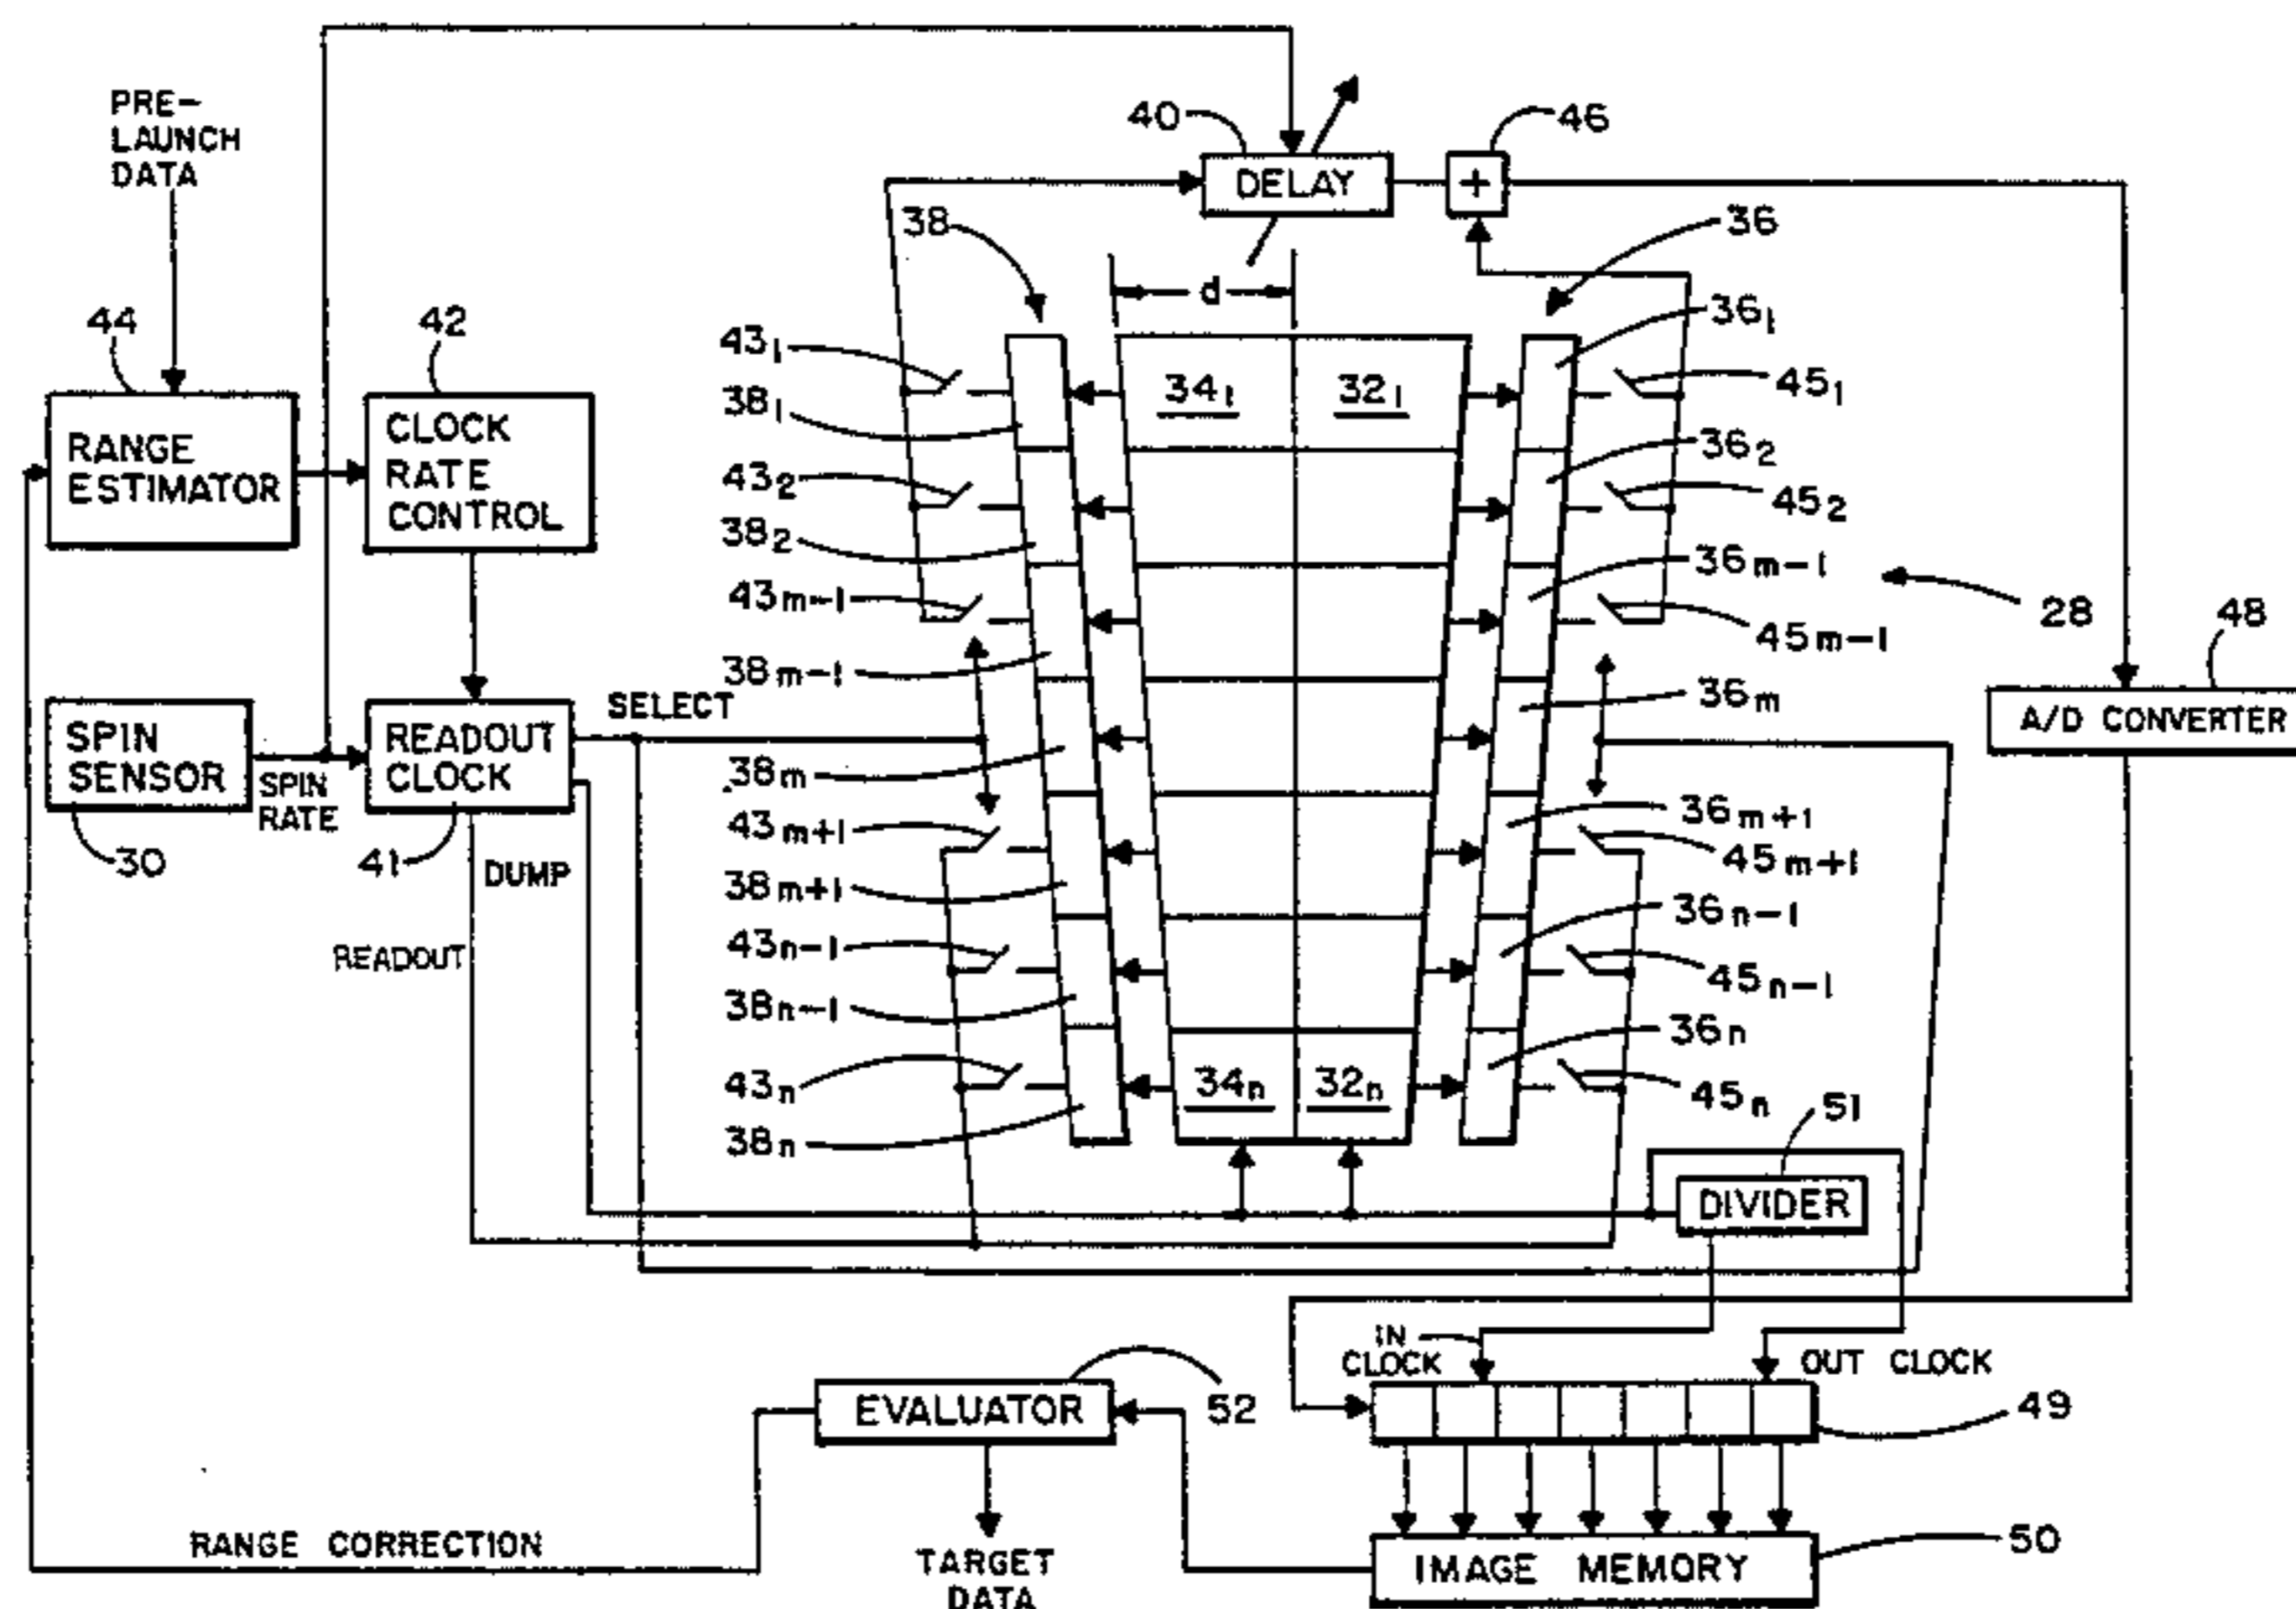 PRE-
LAUNCH
DATA
40
46
DELAY
+
38
36
d
44
42
43₁
36₁
34₁
32₁
45₁
38₁
RANGE
ESTIMATOR
CLOCK
RATE
CONTROL
36₂
43₂
45₂
38₂
36m-1
43m-1
28
48
45m-1
38m-1
36m
SELECT
SPIN
SENSOR
READOUT
CLOCK
A/D CONVERTER
SPIN
RATE
38m
36m+1
43m+1
45m+1
30
41
DUMP
38m+1
36n-1
43n-1
READOUT
45n-1
38n-1
36n
43n
34n
32n
45n
51
38n
DIVIDER
IN
CLOCK
OUT CLOCK
EVALUATOR
52
49
RANGE CORRECTION
TARGET
DATA
IMAGE MEMORY
50